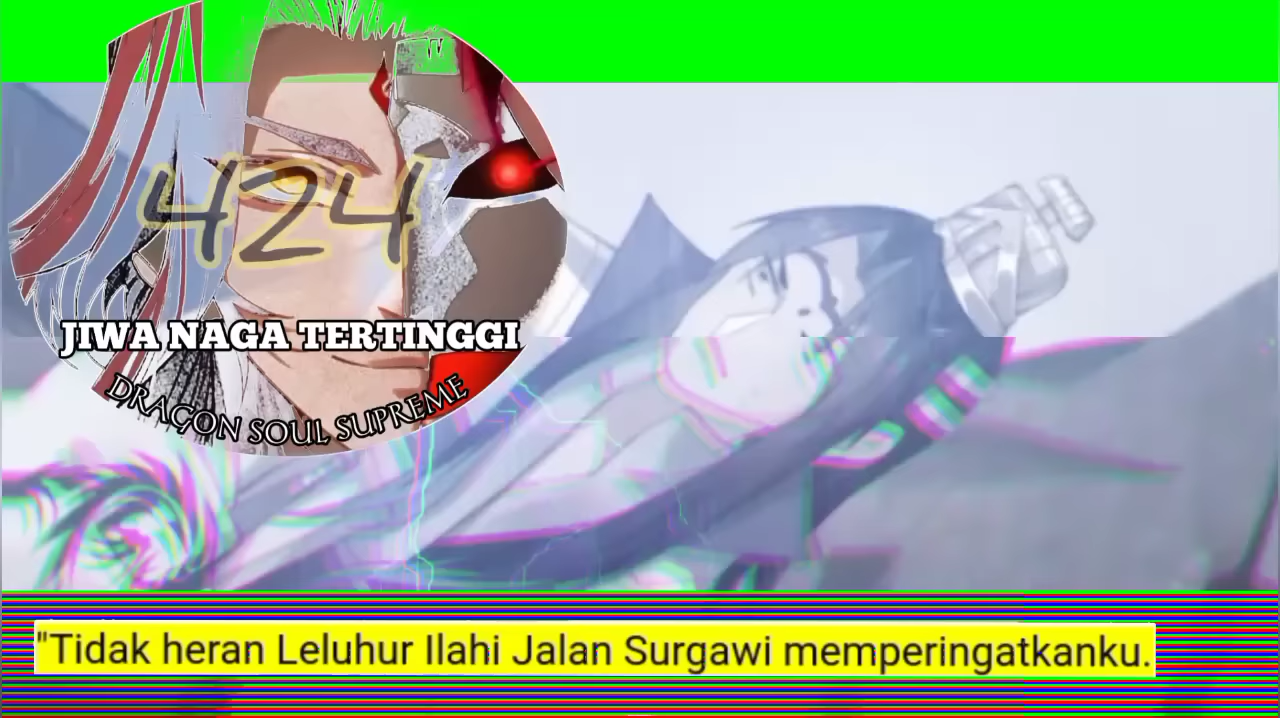 424
JIWA NAGA TERTINGGI
DRAGON SOUL SUPREME
"Tidak heran Leluhur Ilahi Jalan Surgawi memperingatkanku.